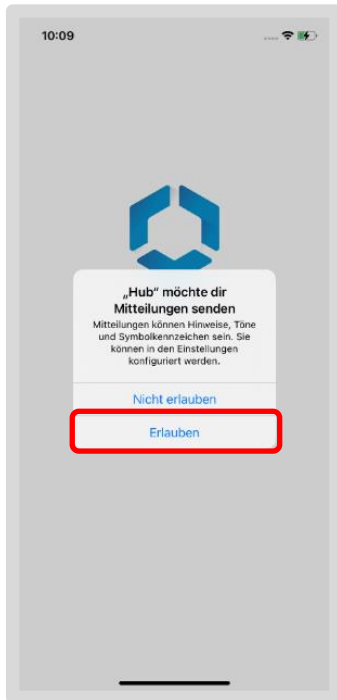 10:09
„Hub“ möchte dir
Mitteilungen senden
Mitteilungen können Hinweise, Töne
und Symbolkennzeichen sein. Sie
können in den Einstellungen
konfiguriert werden.
Nicht erlauben
Erlauben